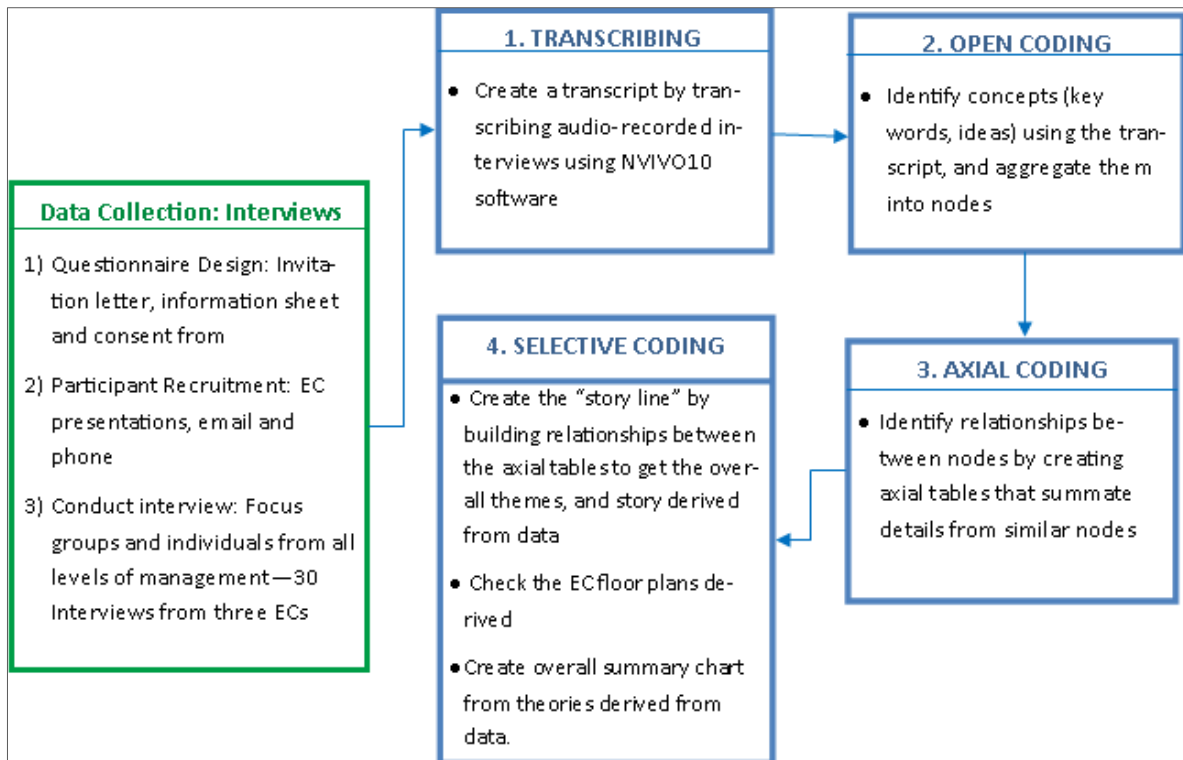 Data Collection: Interviews
1) Questionnaire Design: Invita-
tion letter, information sheet
and consent from
2) Participant Recruitment: EC
presentations, email and
phone
3) Conduct interview: Focus
groups and individuals from all
levels of management—30
Interviews from three ECs
1. TRANSCRIBING
● Create a transcript by tran-
scribing audio-recorded in-
terviews using NVIVO10
software
2. OPEN CODING
● Identify concepts (key
words, ideas) using the tran-
script, and aggregate them
into nodes
3. AXIAL CODING
● Identify relationships be-
tween nodes by creating
axial tables that summate
details from similar nodes
4. SELECTIVE CODING
● Create the “story line” by
building relationships between
the axial tables to get the over-
all themes, and story derived
from data
● Check the EC floor plans de-
rived
● Create overall summary chart
from theories derived from
data.